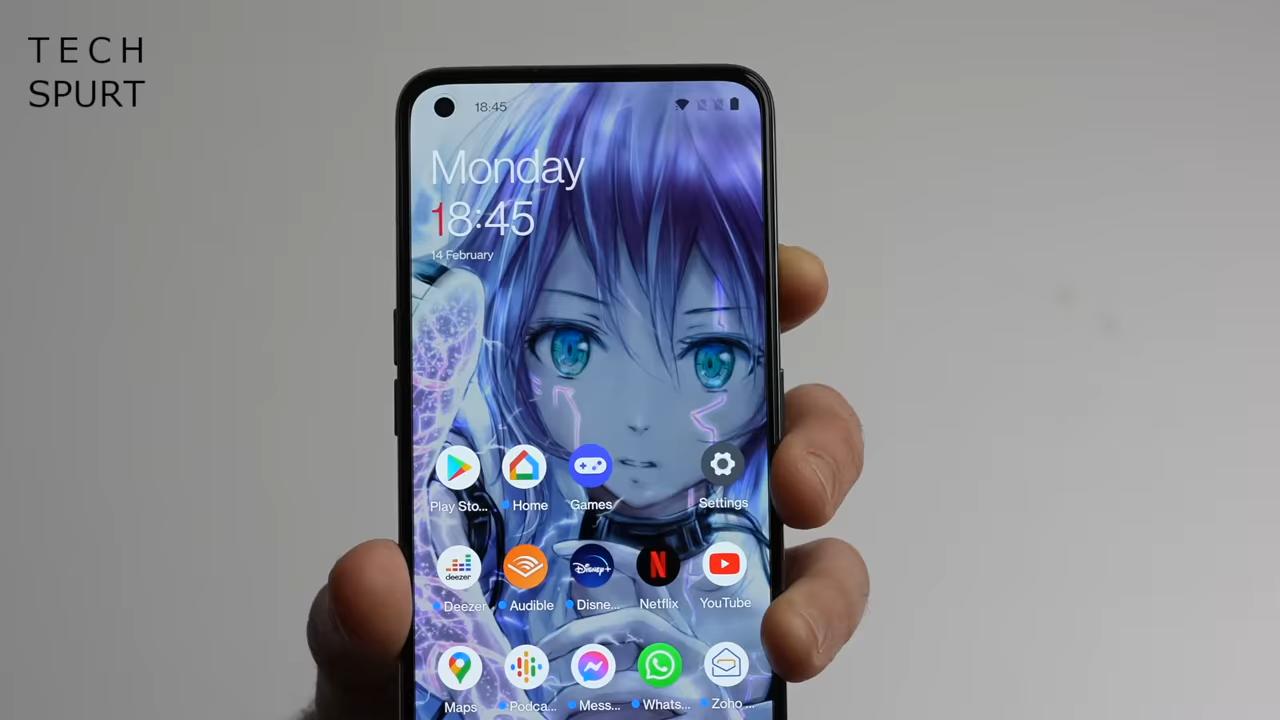 TECH
SPURT
18:45
Monday
18:45
14 February
Play Sto...
Home
Games
Settings
deezer
Disney+
N
Deezer
Audible
Disne...
Netflix
YouTube
Maps
Podca...
Mess...
Whats...
Zoho ...